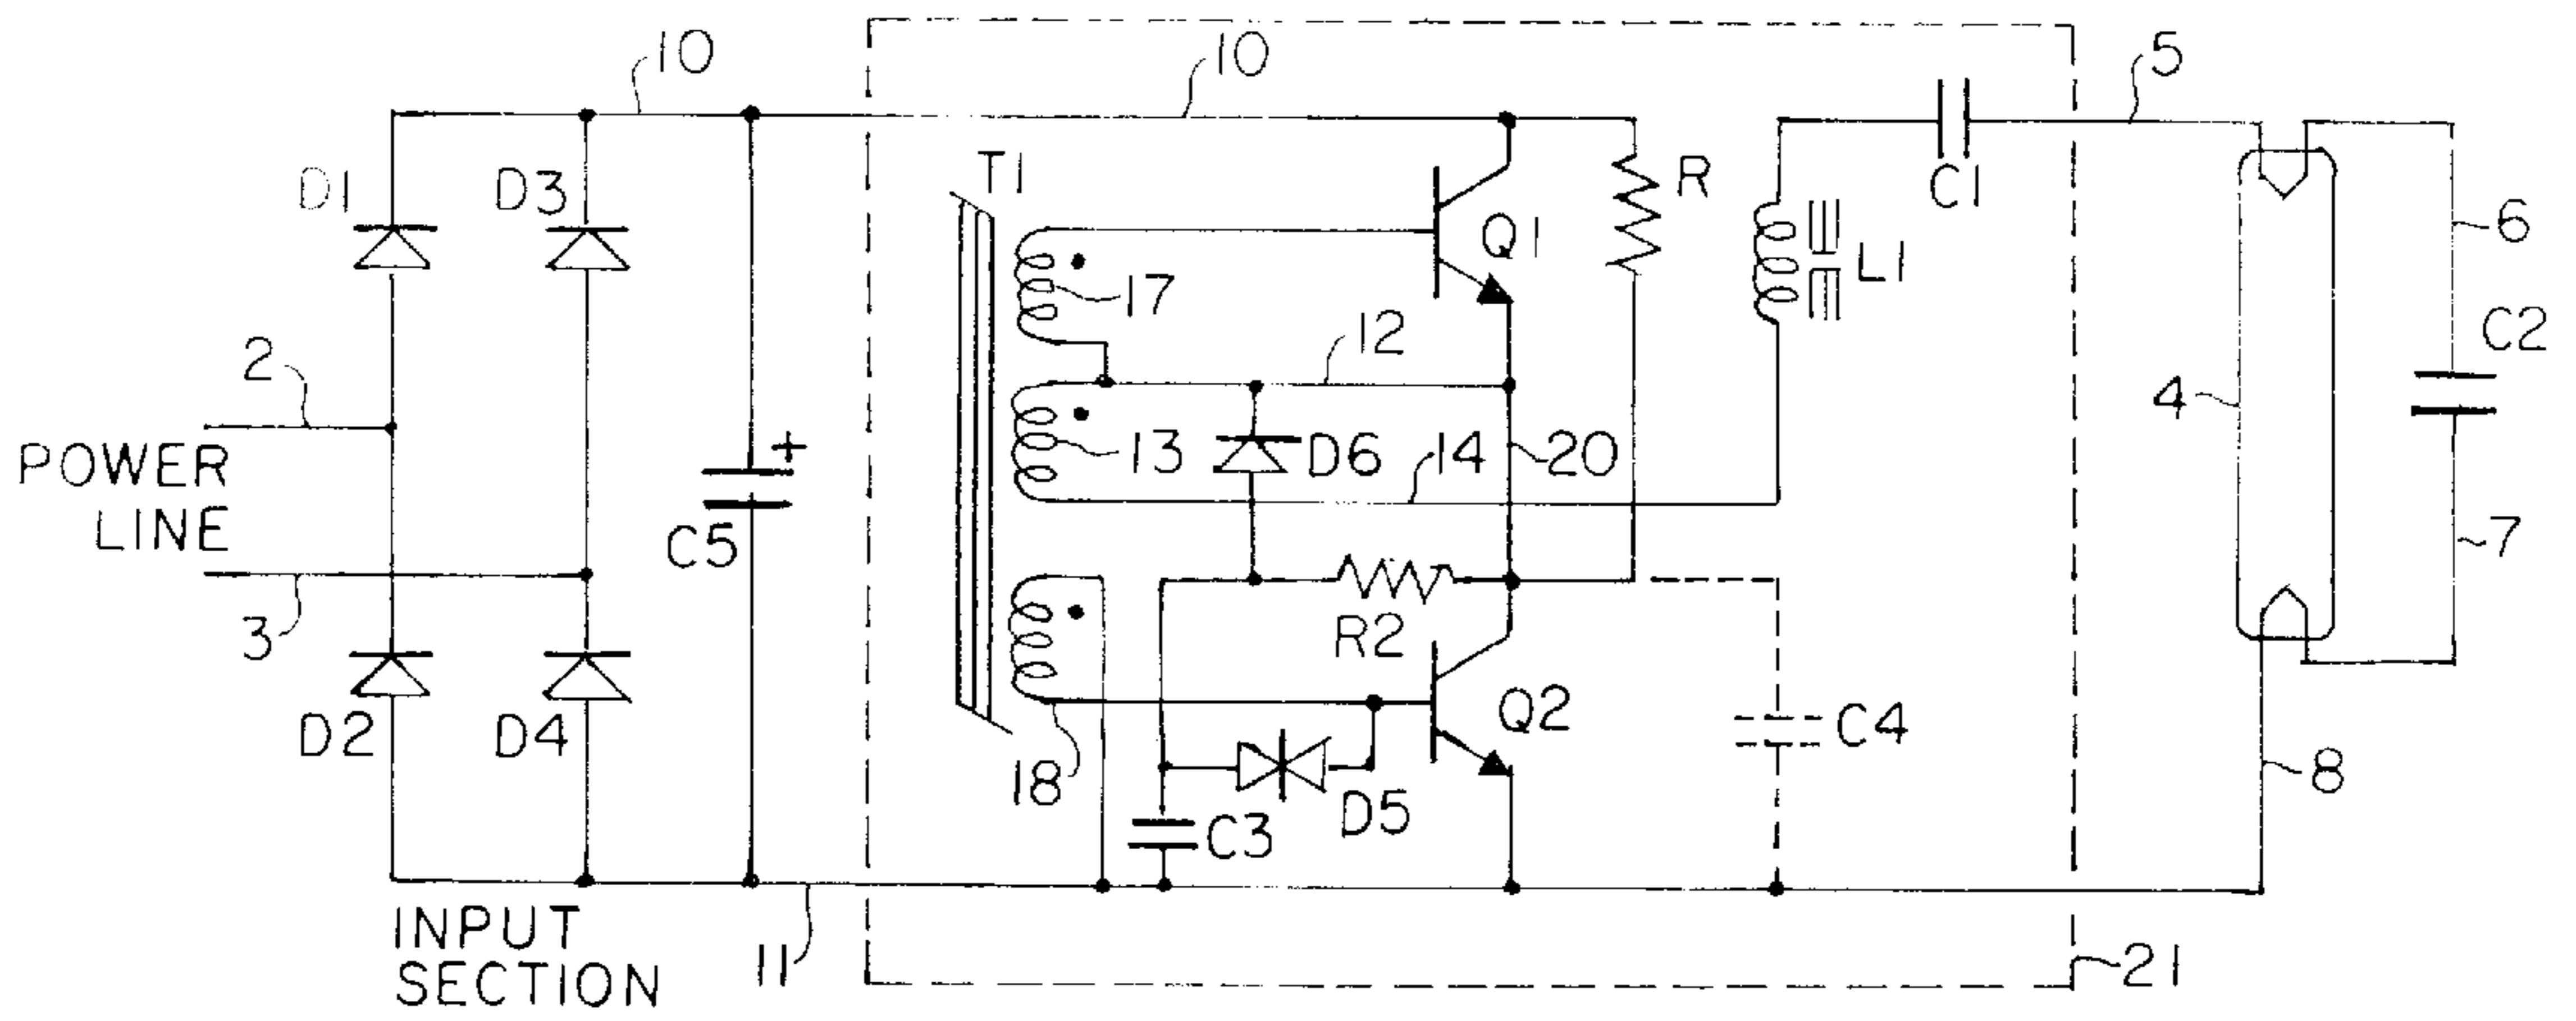 10
10
5
T1
D1
D3
R
C1
Q1
6
L1
17
12
C2
2
4
POWER
LINE
+
13
D6
14
20
C5
7
3
R2
D2
D4
Q2
C4
18
8
C3
D5
INPUT
SECTION
11
21